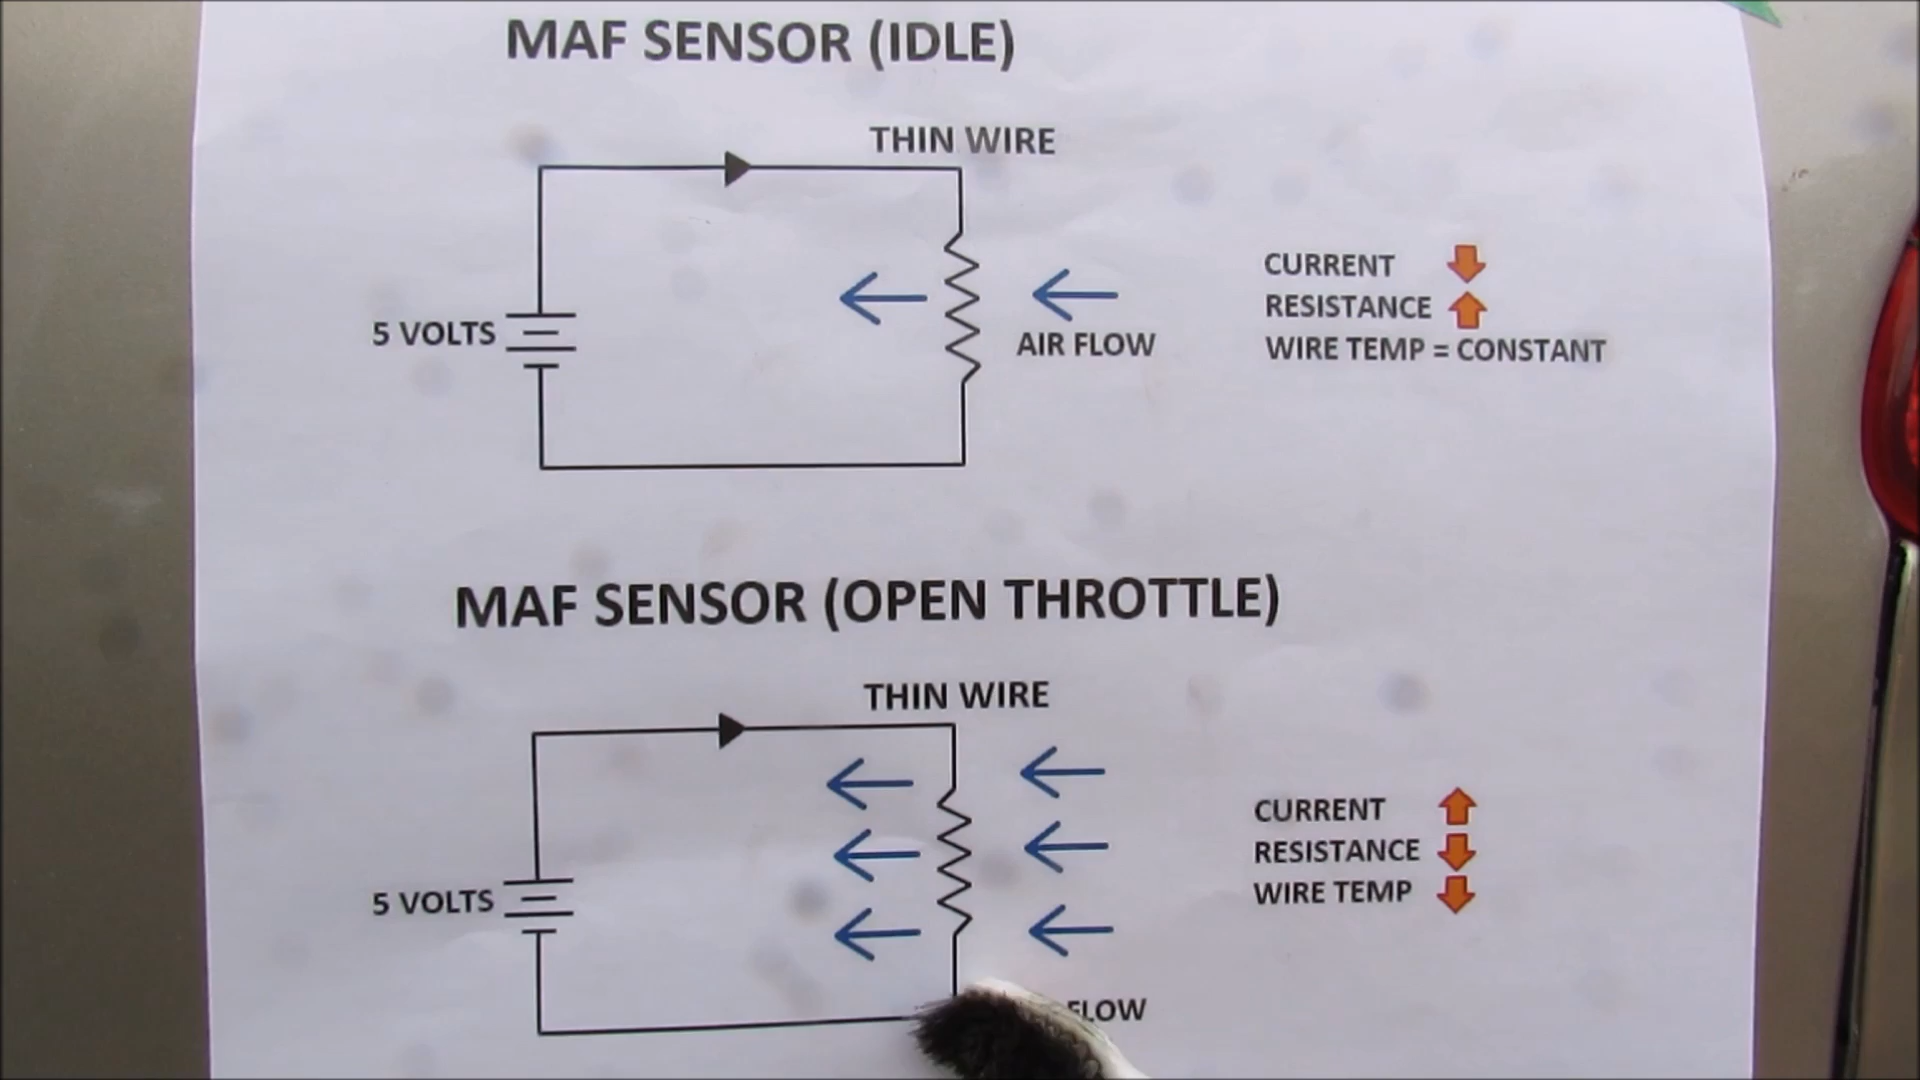 MAF SENSOR (IDLE)
THIN WIRE
5 VOLTS
AIR FLOW
CURRENT
RESISTANCE
WIRE TEMP = CONSTANT
MAF SENSOR (OPEN THROTTLE)
THIN WIRE
5 VOLTS
FLOW
CURRENT
RESISTANCE
WIRE TEMP